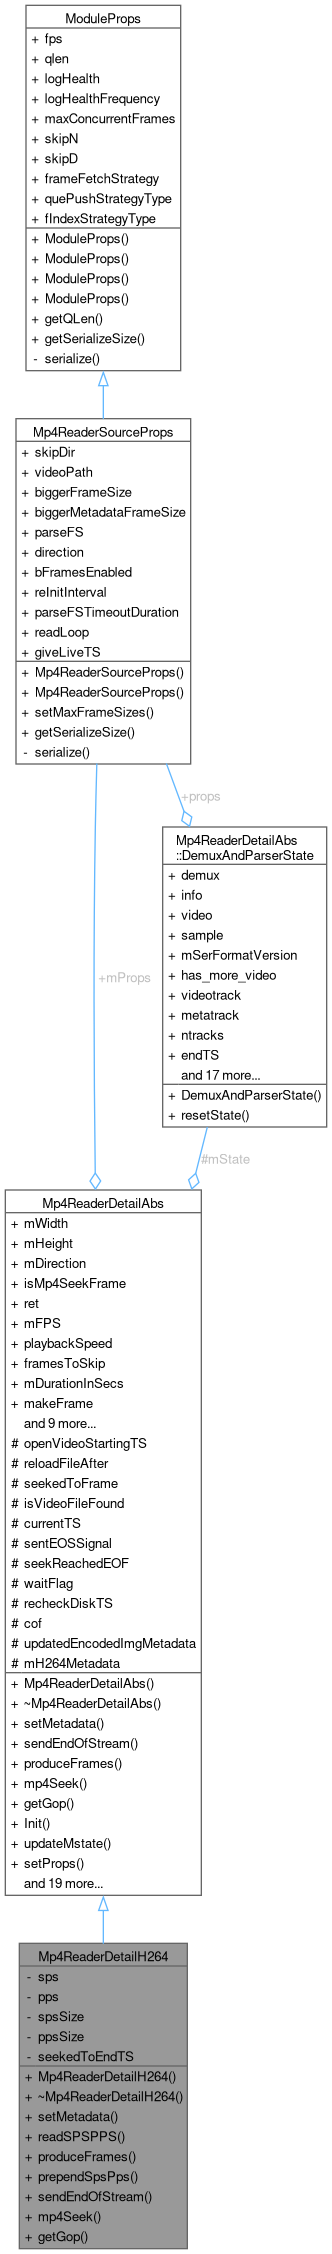 ModuleProps
+ fps
+ qlen
+ logHealth
+ logHealthFrequency
+ maxConcurrentFrames
+ skipN
+ skipD
+ frameFetchStrategy
+ quePushStrategyType
+ fIndexStrategyType
+ ModuleProps()
+ ModuleProps()
+ ModuleProps()
+ ModuleProps()
+ getQLen()
+ getSerializeSize()
- serialize()
Mp4ReaderSourceProps
+ skipDir
+ videoPath
+ biggerFrameSize
+ biggerMetadataFrameSize
+ parseFS
+ direction
+ bFramesEnabled
+ reInitInterval
+ parseFSTimeoutDuration
+ readLoop
+ giveLiveTS
+ Mp4ReaderSourceProps()
+ Mp4ReaderSourceProps()
+ setMaxFrameSizes()
+ getSerializeSize()
- serialize()
+props
Mp4ReaderDetailAbs
::DemuxAndParserState
+ demux
+ info
+ video
+ sample
+ mSerFormatVersion
+ has_more_video
+ videotrack
+ metatrack
+ ntracks
+ endTS
and 17 more...
+ DemuxAndParserState()
+ resetState()
+mProps
#mState
Mp4ReaderDetailAbs
+ mWidth
+ mHeight
+ mDirection
+ isMp4SeekFrame
+ ret
+ mFPS
+ playbackSpeed
+ framesToSkip
+ mDurationInSecs
+ makeFrame
and 9 more...
# openVideoStartingTS
# reloadFileAfter
# seekedToFrame
# isVideoFileFound
# currentTS
# sentEOSSignal
# seekReachedEOF
# waitFlag
# recheckDiskTS
# cof
# updatedEncodedImgMetadata
# mH264Metadata
+ Mp4ReaderDetailAbs()
+ ~Mp4ReaderDetailAbs()
+ setMetadata()
+ sendEndOfStream()
+ produceFrames()
+ mp4Seek()
+ getGop()
+ Init()
+ updateMstate()
+ setProps()
and 19 more...
Mp4ReaderDetailH264
- sps
- pps
- spsSize
- ppsSize
- seekedToEndTS
+ Mp4ReaderDetailH264()
+ ~Mp4ReaderDetailH264()
+ setMetadata()
+ readSPSPPS()
+ produceFrames()
+ prependSpsPps()
+ sendEndOfStream()
+ mp4Seek()
+ getGop()